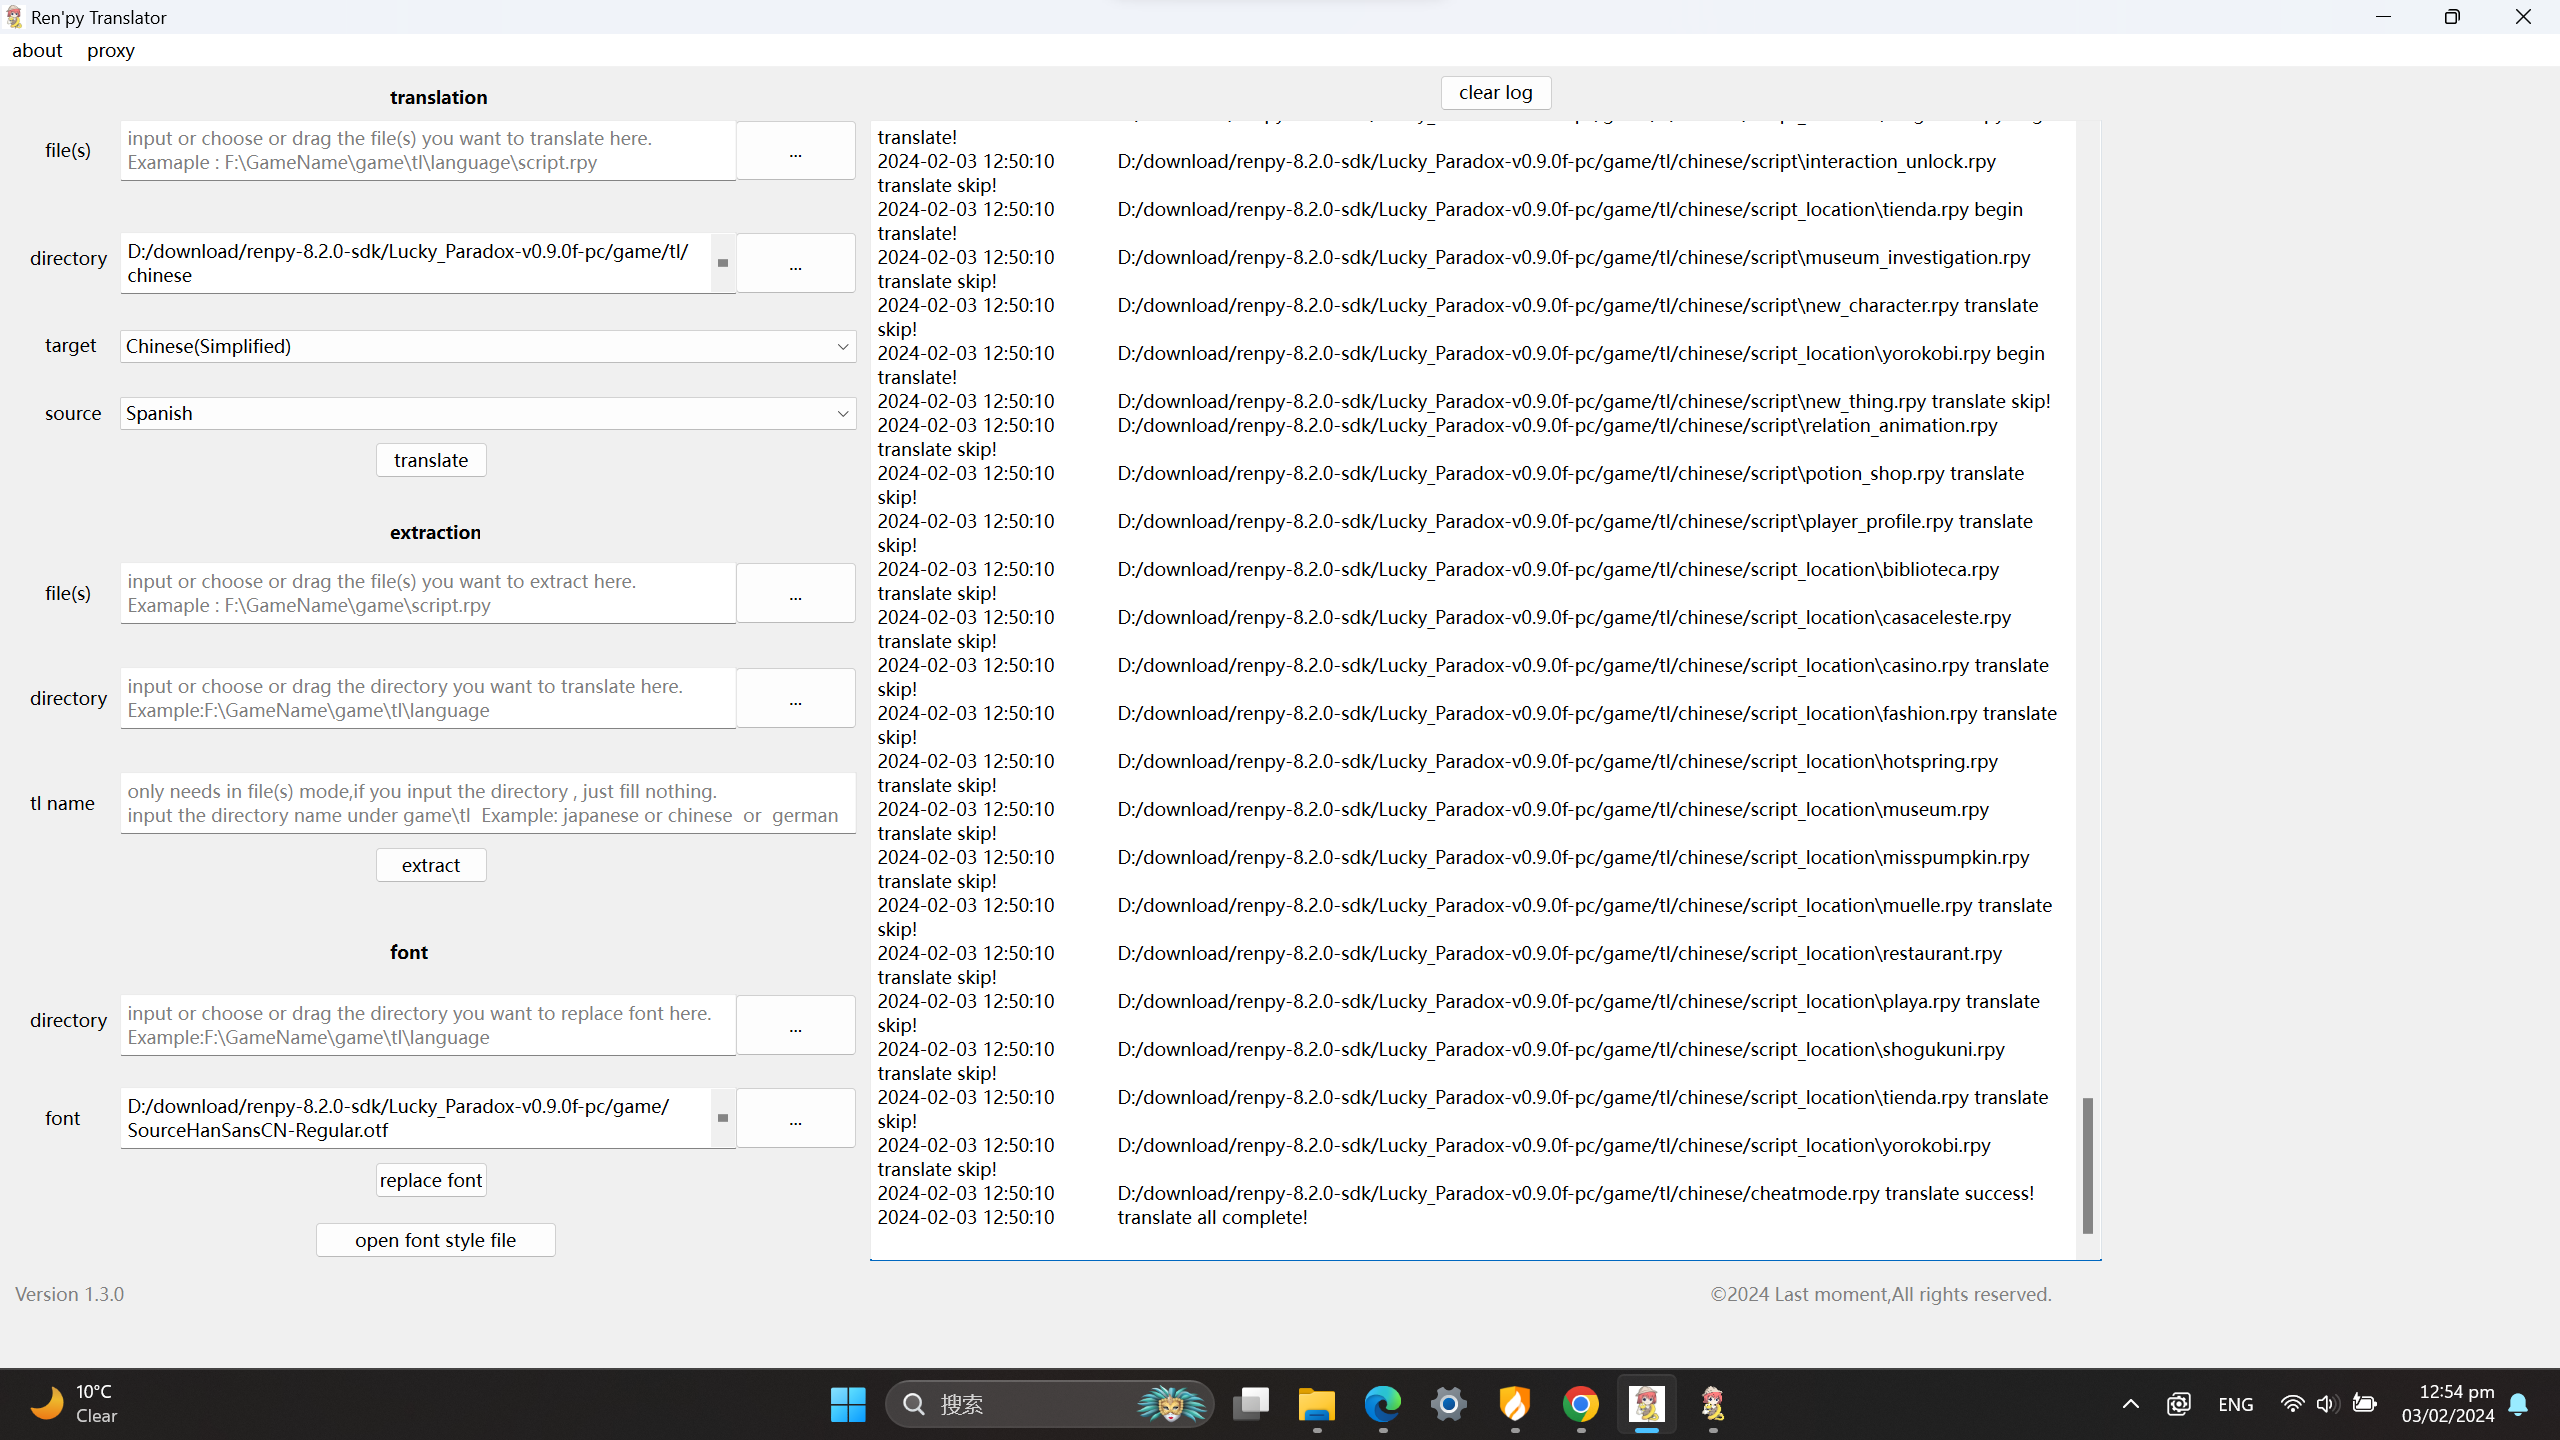 Ren'py Translator
about proxy
translation
file(s)
input or choose or drag the file(s) you want to translate here.
Examaple : F:\GameName\game\tl\language\script.rpy
...
directory
D:/download/renpy-8.2.0-sdk/Lucky_Paradox-v0.9.0f-pc/game/tl/
chinese
...
target
Chinese(Simplified)
source
Spanish
translate
extraction
file(s)
input or choose or drag the file(s) you want to extract here.
Examaple : F:\GameName\game\script.rpy
...
directory
input or choose or drag the directory you want to translate here.
Example:F:\GameName\game\tl\language
...
tl name
only needs in file(s) mode,if you input the directory , just fill nothing.
input the directory name under game\tl  Example: japanese or chinese  or  german
extract
font
directory
input or choose or drag the directory you want to replace font here.
Example:F:\GameName\game\tl\language
...
font
D:/download/renpy-8.2.0-sdk/Lucky_Paradox-v0.9.0f-pc/game/
SourceHanSansCN-Regular.otf
...
replace font
open font style file
Version 1.3.0
clear log
translate!
2024-02-03 12:50:10 D:/download/renpy-8.2.0-sdk/Lucky_Paradox-v0.9.0f-pc/game/tl/chinese/script\interaction_unlock.rpy
translate skip!
2024-02-03 12:50:10 D:/download/renpy-8.2.0-sdk/Lucky_Paradox-v0.9.0f-pc/game/tl/chinese/script_location\tienda.rpy begin
translate!
2024-02-03 12:50:10 D:/download/renpy-8.2.0-sdk/Lucky_Paradox-v0.9.0f-pc/game/tl/chinese/script\museum_investigation.rpy
translate skip!
2024-02-03 12:50:10 D:/download/renpy-8.2.0-sdk/Lucky_Paradox-v0.9.0f-pc/game/tl/chinese/script\new_character.rpy translate
skip!
2024-02-03 12:50:10 D:/download/renpy-8.2.0-sdk/Lucky_Paradox-v0.9.0f-pc/game/tl/chinese/script_location\yorokobi.rpy begin
translate!
2024-02-03 12:50:10 D:/download/renpy-8.2.0-sdk/Lucky_Paradox-v0.9.0f-pc/game/tl/chinese/script\new_thing.rpy translate skip!
2024-02-03 12:50:10 D:/download/renpy-8.2.0-sdk/Lucky_Paradox-v0.9.0f-pc/game/tl/chinese/script\relation_animation.rpy
translate skip!
2024-02-03 12:50:10 D:/download/renpy-8.2.0-sdk/Lucky_Paradox-v0.9.0f-pc/game/tl/chinese/script\potion_shop.rpy translate
skip!
2024-02-03 12:50:10 D:/download/renpy-8.2.0-sdk/Lucky_Paradox-v0.9.0f-pc/game/tl/chinese/script\player_profile.rpy translate
skip!
2024-02-03 12:50:10 D:/download/renpy-8.2.0-sdk/Lucky_Paradox-v0.9.0f-pc/game/tl/chinese/script_location\biblioteca.rpy
translate skip!
2024-02-03 12:50:10 D:/download/renpy-8.2.0-sdk/Lucky_Paradox-v0.9.0f-pc/game/tl/chinese/script_location\casaceleste.rpy
translate skip!
2024-02-03 12:50:10 D:/download/renpy-8.2.0-sdk/Lucky_Paradox-v0.9.0f-pc/game/tl/chinese/script_location\casino.rpy translate
skip!
2024-02-03 12:50:10 D:/download/renpy-8.2.0-sdk/Lucky_Paradox-v0.9.0f-pc/game/tl/chinese/script_location\fashion.rpy translate
skip!
2024-02-03 12:50:10 D:/download/renpy-8.2.0-sdk/Lucky_Paradox-v0.9.0f-pc/game/tl/chinese/script_location\hotspring.rpy
translate skip!
2024-02-03 12:50:10 D:/download/renpy-8.2.0-sdk/Lucky_Paradox-v0.9.0f-pc/game/tl/chinese/script_location\museum.rpy
translate skip!
2024-02-03 12:50:10 D:/download/renpy-8.2.0-sdk/Lucky_Paradox-v0.9.0f-pc/game/tl/chinese/script_location\misspumpkin.rpy
translate skip!
2024-02-03 12:50:10 D:/download/renpy-8.2.0-sdk/Lucky_Paradox-v0.9.0f-pc/game/tl/chinese/script_location\muelle.rpy translate
skip!
2024-02-03 12:50:10 D:/download/renpy-8.2.0-sdk/Lucky_Paradox-v0.9.0f-pc/game/tl/chinese/script_location\restaurant.rpy
translate skip!
2024-02-03 12:50:10 D:/download/renpy-8.2.0-sdk/Lucky_Paradox-v0.9.0f-pc/game/tl/chinese/script_location\playa.rpy translate
skip!
2024-02-03 12:50:10 D:/download/renpy-8.2.0-sdk/Lucky_Paradox-v0.9.0f-pc/game/tl/chinese/script_location\shogukuni.rpy
translate skip!
2024-02-03 12:50:10 D:/download/renpy-8.2.0-sdk/Lucky_Paradox-v0.9.0f-pc/game/tl/chinese/script_location\tienda.rpy translate
skip!
2024-02-03 12:50:10 D:/download/renpy-8.2.0-sdk/Lucky_Paradox-v0.9.0f-pc/game/tl/chinese/script_location\yorokobi.rpy
translate skip!
2024-02-03 12:50:10 D:/download/renpy-8.2.0-sdk/Lucky_Paradox-v0.9.0f-pc/game/tl/chinese/cheatmode.rpy translate success!
2024-02-03 12:50:10 translate all complete!
©2024 Last moment,All rights reserved.
10°C
Clear
搜索
ENG
12:54 pm
03/02/2024